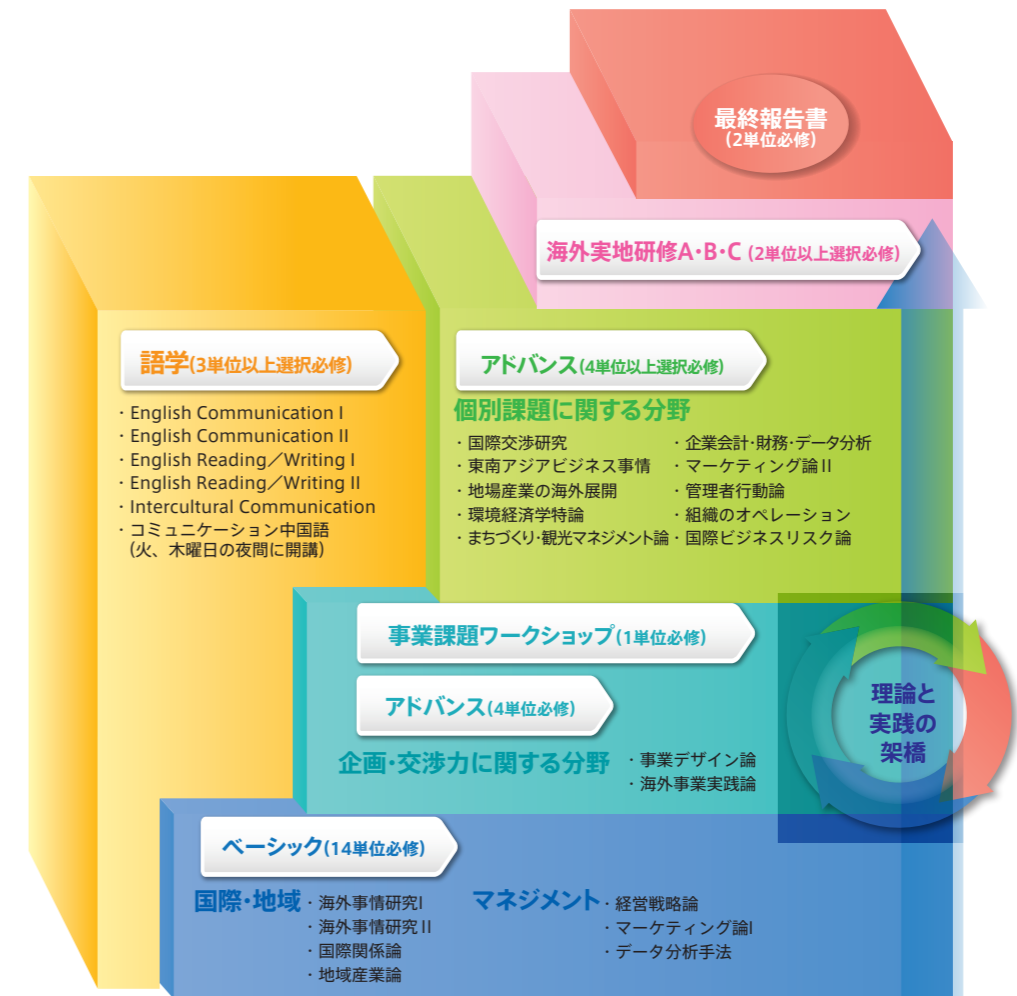 最終報告書
(2単位必修)
海外実地研修A・B・C (2単位以上選択必修)
語学(3単位以上選択必修)
・English Communication I
・English Communication II
・English Reading／Writing I
・English Reading／Writing II
・Intercultural Communication
・コミュニケーション中国語
(火、木曜日の夜間に開講)
アドバンス(4単位以上選択必修)
個別課題に関する分野
・国際交渉研究
・東南アジアビジネス事情
・地場産業の海外展開
・環境経済学特論
・まちづくり・観光マネジメント論
・企業会計・財務・データ分析
・マーケティング論II
・管理者行動論
・組織のオペレーション
・国際ビジネスリスク論
事業課題ワークショップ(1単位必修)
アドバンス(4単位必修)
企画・交渉力に関する分野
・事業デザイン論
・海外事業実践論
理論と
実践の
架橋
ベーシック(14単位必修)
国際・地域
・海外事情研究I
・海外事情研究II
・国際関係論
・地域産業論
マネジメント
・経営戦略論
・マーケティング論I
・データ分析手法